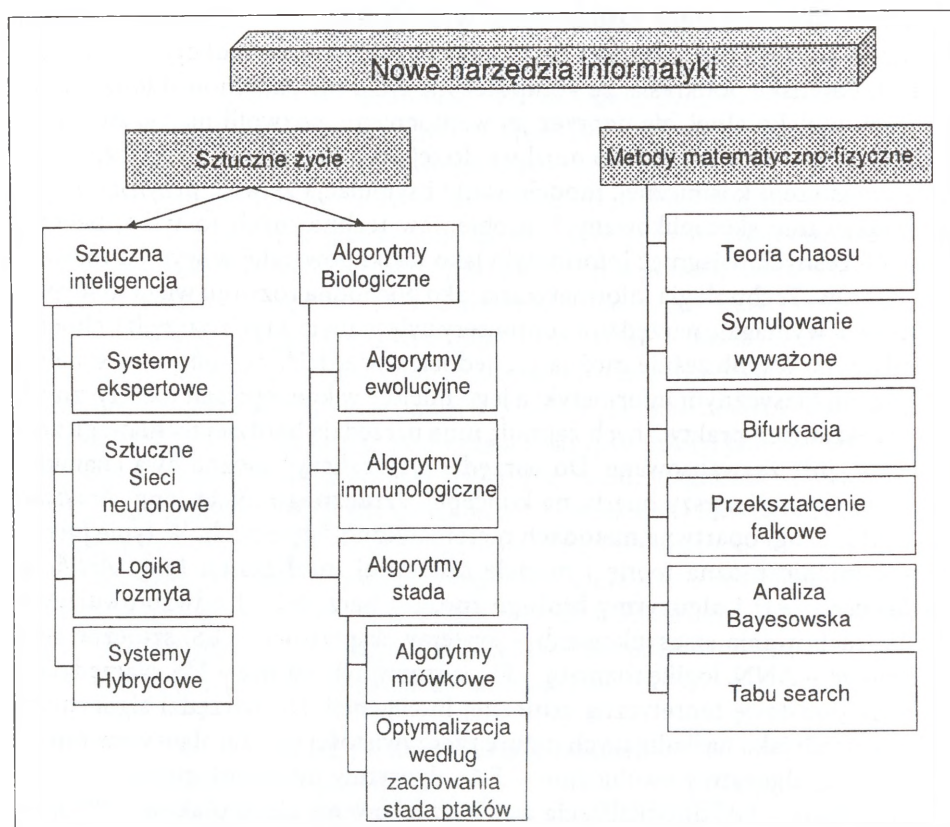 Nowe narzędzia informatyki
Sztuczne życie
Metody matematyczno-fizyczne
Sztuczna
inteligencja
Systemy
ekspertowe
Sztuczne
Sieci
neuronowe
Logika
rozmyta
Systemy
Hybrydowe
Algorytmy
Biologiczne
Algorytmy
ewolucyjne
Algorytmy
immunologiczne
Algorytmy
stada
Algorytmy
mrówkowe
Optymalizacja
według
zachowania
stada ptaków
Teoria chaosu
Symulowanie
wyważone
Bifurkacja
Przekształcenie
falkowe
Analiza
Bayesowska
Tabu search